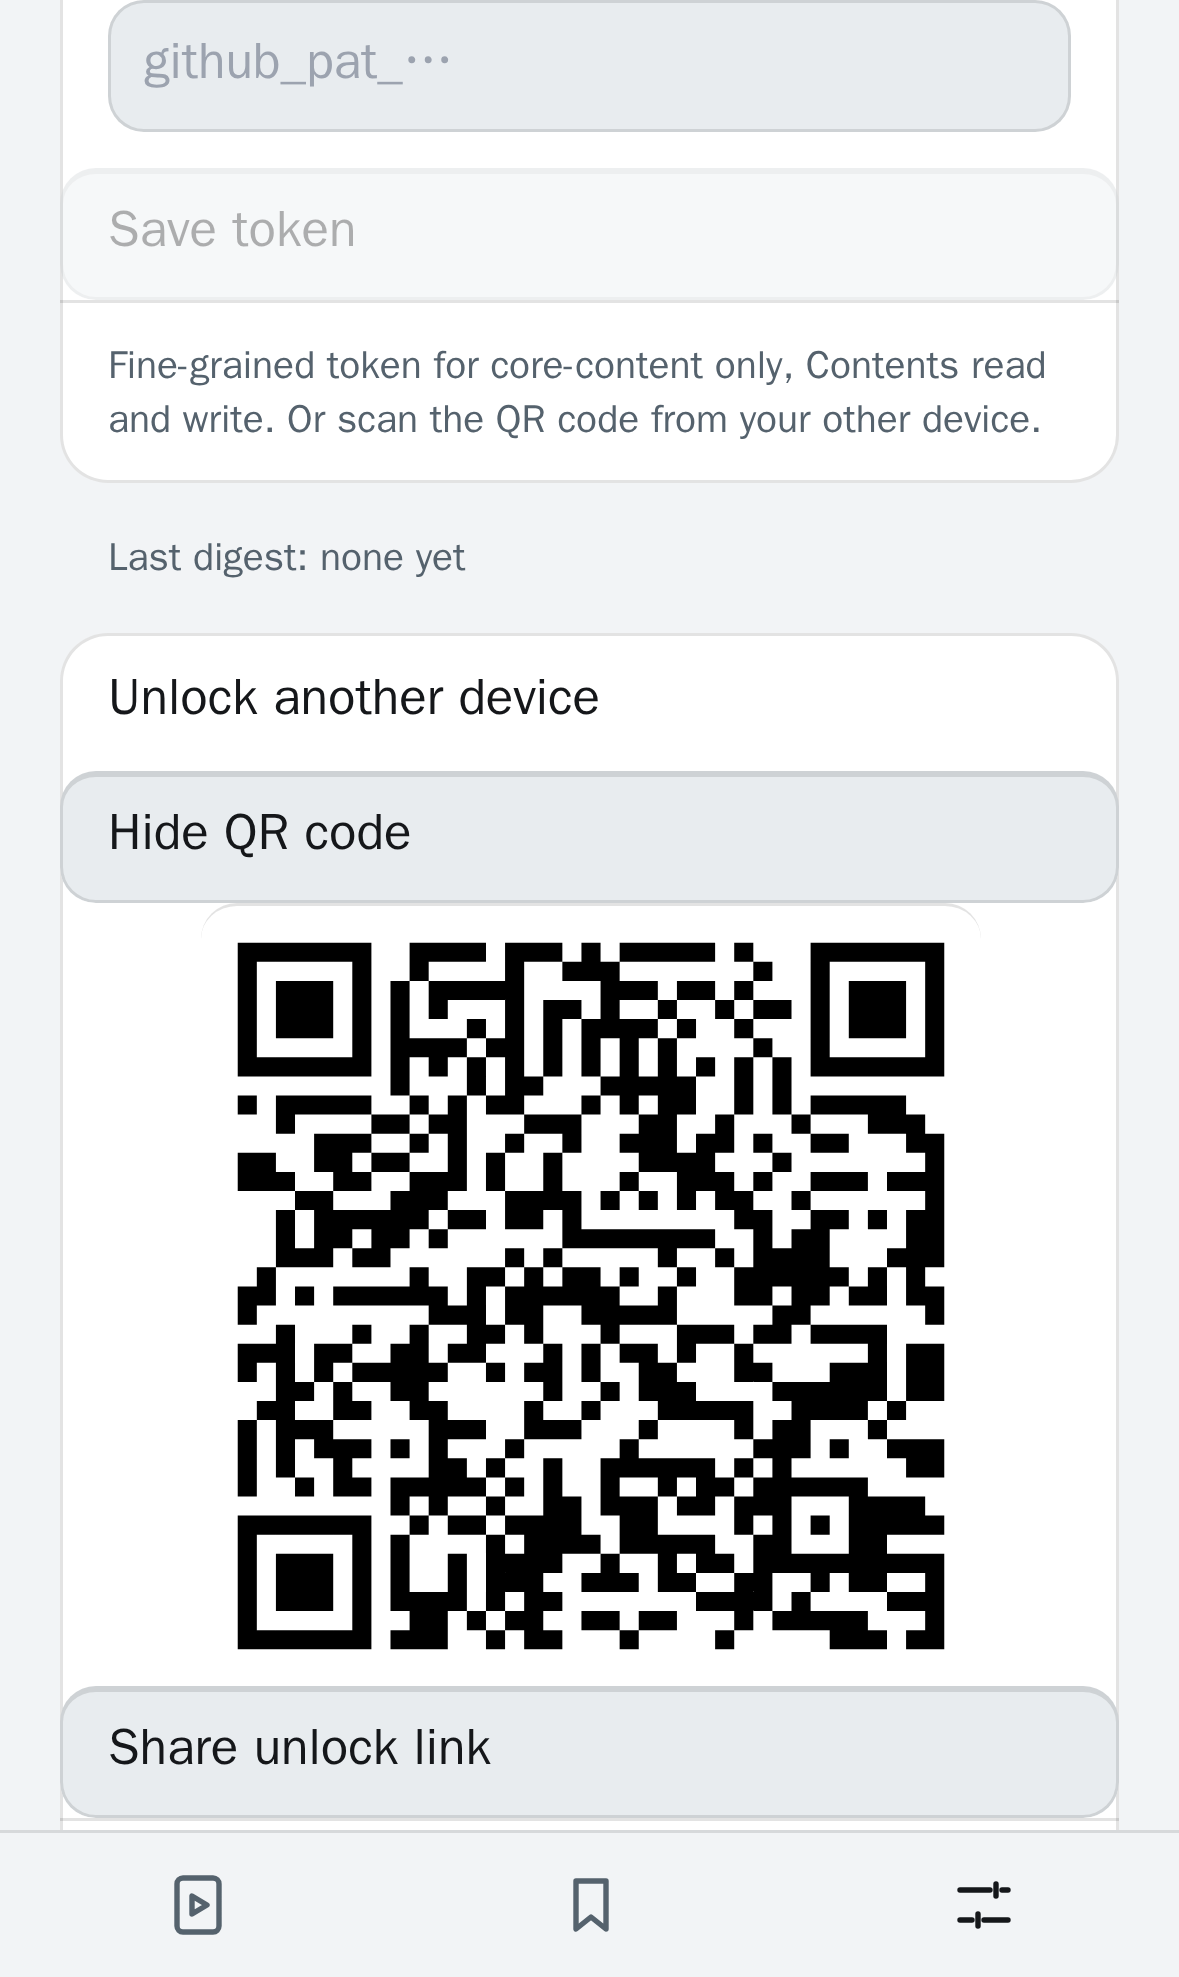 github_pat_···
Save token
Fine-grained token for core-content only, Contents read
and write. Or scan the QR code from your other device.
Last digest: none yet
Unlock another device
Hide QR code
Share unlock link